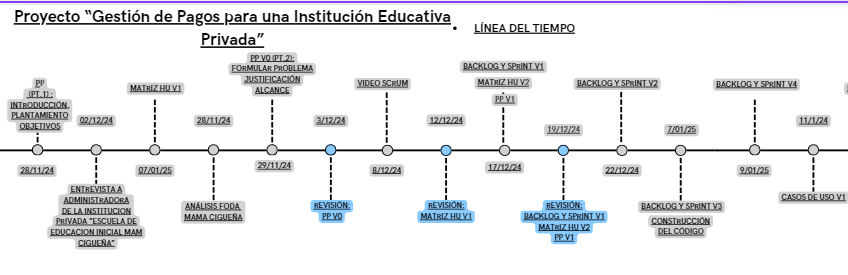 Proyecto “Gestión de Pagos para una Institución Educativa
Privada”
• LÍNEA DEL TIEMPO
PP
(PT.1) :
INTRODUCCIÓN,
PLANTAMIENTO
OBJETIVOS
28/11/24
02/12/24
ENTREVISTA A
ADMINISTRADORA
DE LA INSTITUCION
PRIVADA “ESCUELA DE
EDUCACION INICIAL MAM
CIGUEÑA”
MATRIZ HU V1
07/01/25
28/11/24
ANÁLISIS FODA
MAMA CIGUEÑA
PP V0 (PT.2):
FORMULAR PROBLEMA
JUSTIFICACIÓN
ALCANCE
29/11/24
3/12/24
REVISIÓN:
PP V0
VIDEO SCRUM
8/12/24
12/12/24
REVISIÓN:
MATRIZ HU V1
BACKLOG Y SPRINT V1
MATRIZ HU V2
PP V1
17/12/24
19/12/24
REVISIÓN:
BACKLOG Y SPRINT V1
MATRIZ HU V2
PP V1
BACKLOG Y SPRINT V2
22/12/24
7/01/25
BACKLOG Y SPRINT V3
CONSTRUCCIÓN
DEL CÓDIGO
BACKLOG Y SPRINT V4
9/01/25
11/1/24
CASOS DE USO V1